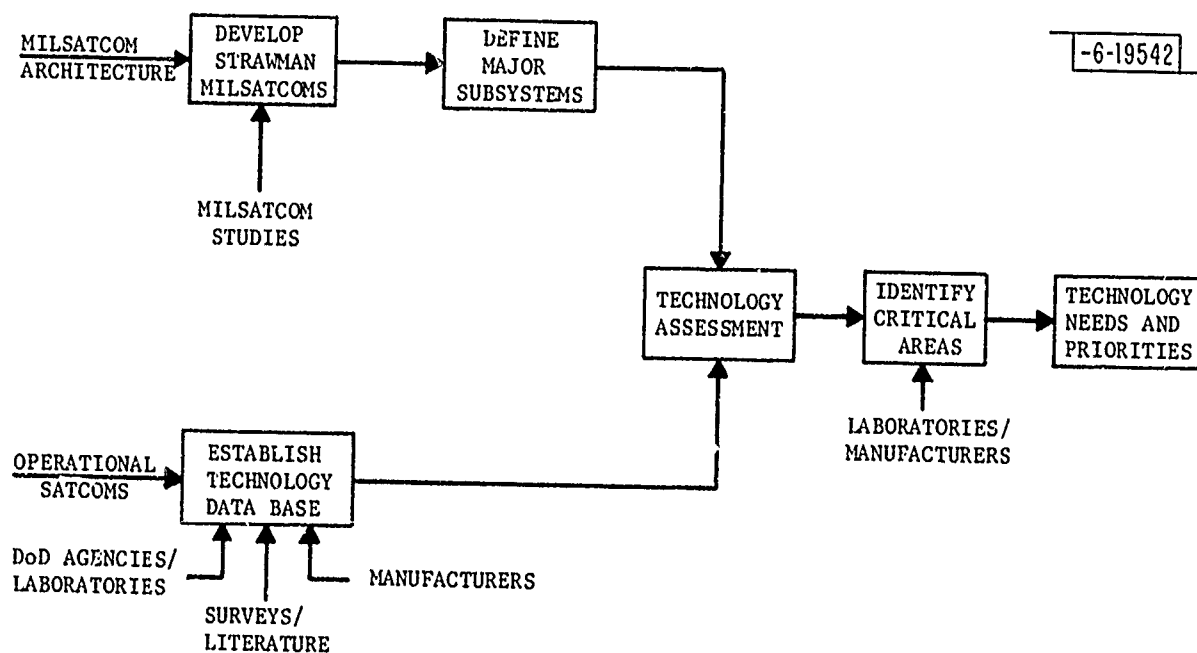 MILSATCOM
ARCHITECTURE
DEVELOP
STRAWMAN
MILSATCOMS
DEFINE
MAJOR
SUBSYSTEMS
-6-19542
MILSATCOM
STUDIES
TECHNOLOGY
ASSESSMENT
IDENTIFY
CRITICAL
AREAS
TECHNOLOGY
NEEDS AND
PRIORITIES
LABORATORIES/
MANUFACTURERS
OPERATIONAL
SATCOMS
ESTABLISH
TECHNOLOGY
DATA BASE
DoD AGENCIES/
LABORATORIES
SURVEYS/
LITERATURE
MANUFACTURERS